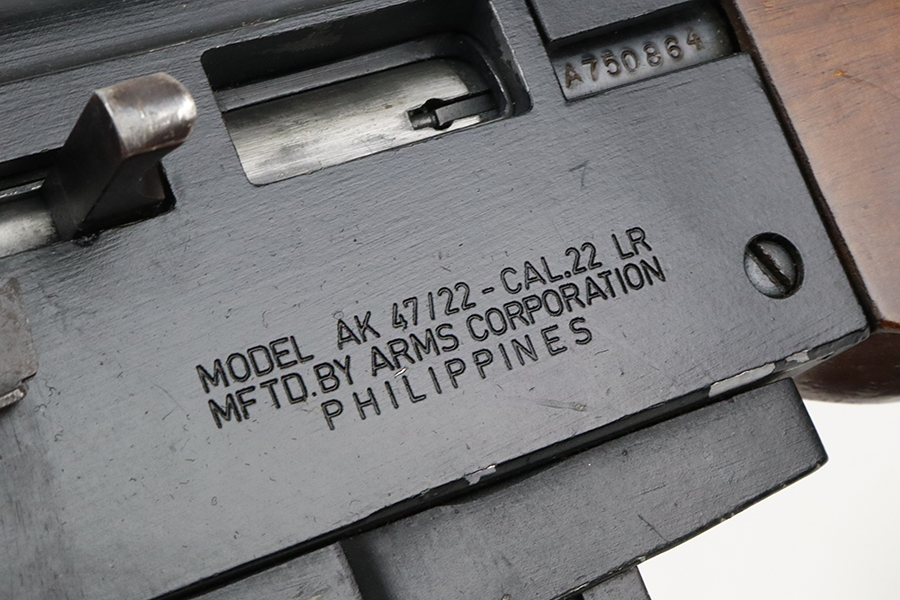 A750864
MODEL AK 47/22 - CAL.22 LR
MFTD.BY ARMS CORPORATION
PHILIPPINES